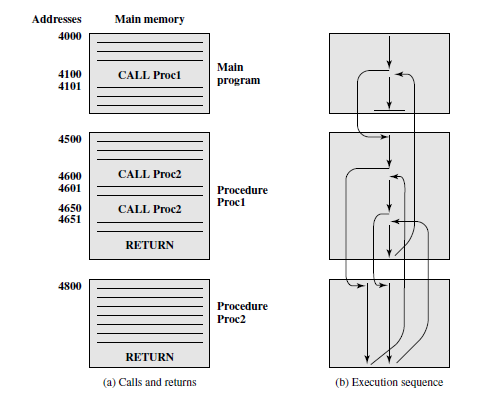 Addresses Main memory
4000
4100 CALL Proc1
4101
Main
program
4500
4600 CALL Proc2
4601
4650 CALL Proc2
4651
RETURN
Procedure
Proc1
4800
Procedure
Proc2
RETURN
(a) Calls and returns
(b) Execution sequence